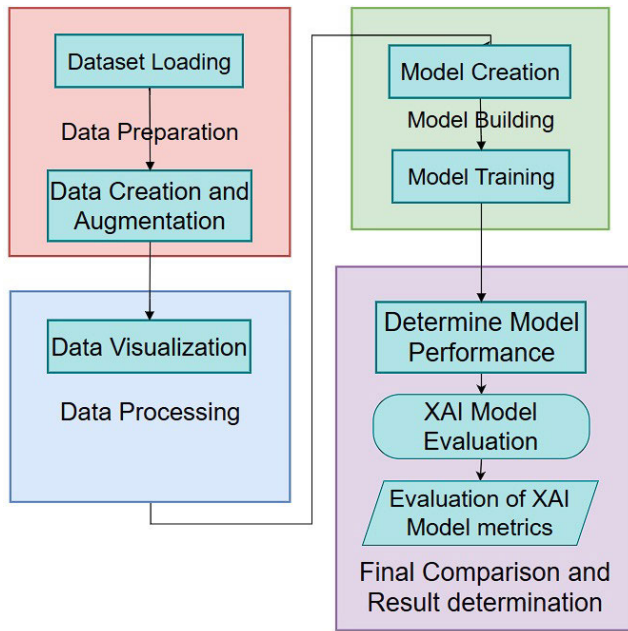 Dataset Loading
Data Preparation
Data Creation and
Augmentation
Data Visualization
Data Processing
Model Creation
Model Building
Model Training
Determine Model
Performance
XAI Model
Evaluation
Evaluation of XAI
Model metrics
Final Comparison and
Result determination